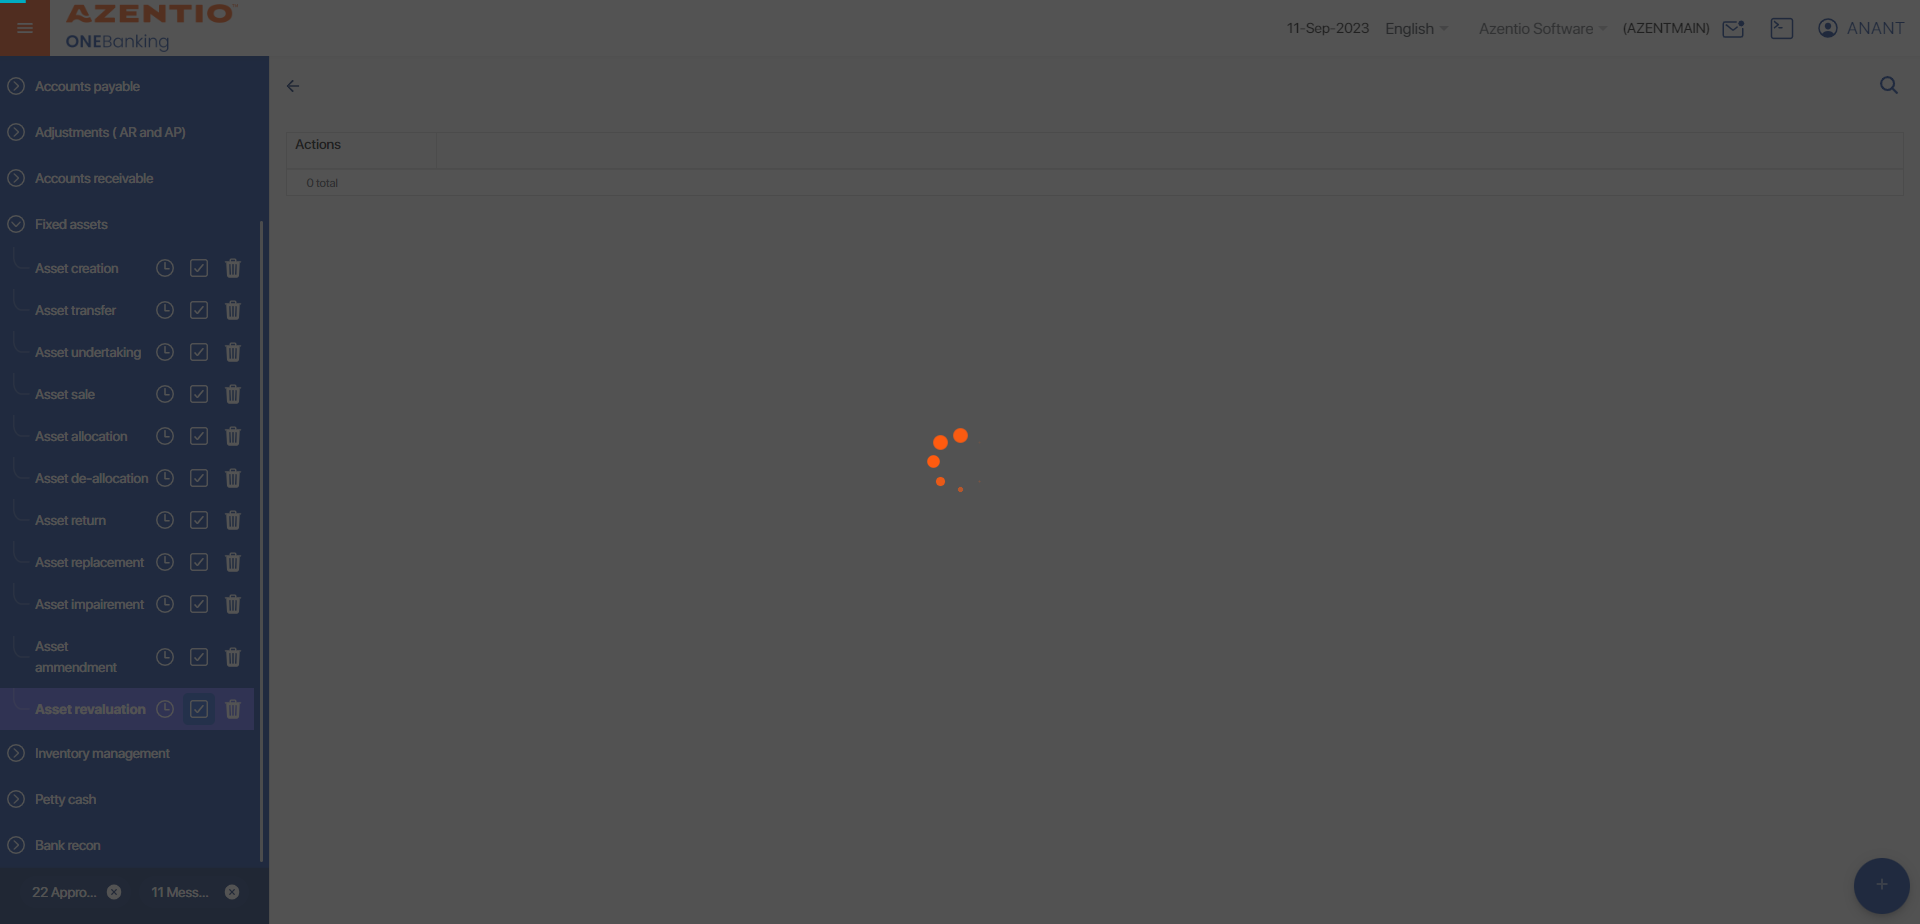 AZENTIO™
ONEBanking
11-Sep-2023 English Azentio Software (AZENTMAIN) ANANT
Accounts payable
Adjustments ( AR and AP)
Accounts receivable
Fixed assets
Asset creation
Asset transfer
Asset undertaking
Asset sale
Asset allocation
Asset de-allocation
Asset return
Asset replacement
Asset impairement
Asset
ammendment
Asset revaluation
Inventory management
Petty cash
Bank recon
22 Appro...
11 Mess...
Actions
0 total